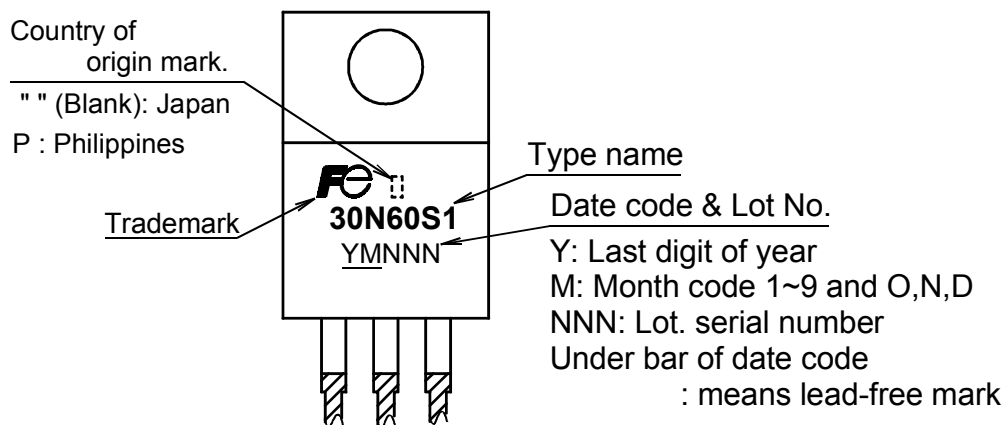 Country of
origin mark.
" " (Blank): Japan
P : Philippines
Trademark
Fe
30N60S1
YMNNN
Type name
Date code & Lot No.
Y: Last digit of year
M: Month code 1~9 and O,N,D
NNN: Lot. serial number
Under bar of date code
: means lead-free mark